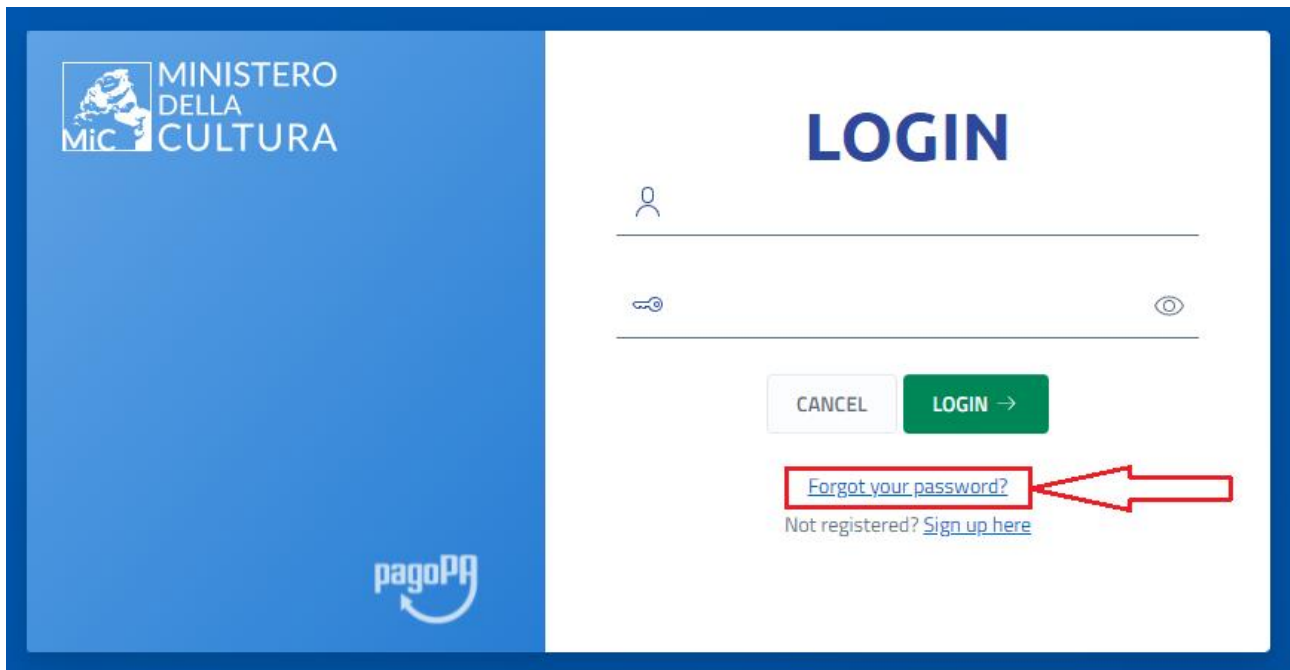 MINISTERO
DELLA
CULTURA
MiC
LOGIN
CANCEL
LOGIN →
Forgot your password?
Not registered? Sign up here
pagoPA